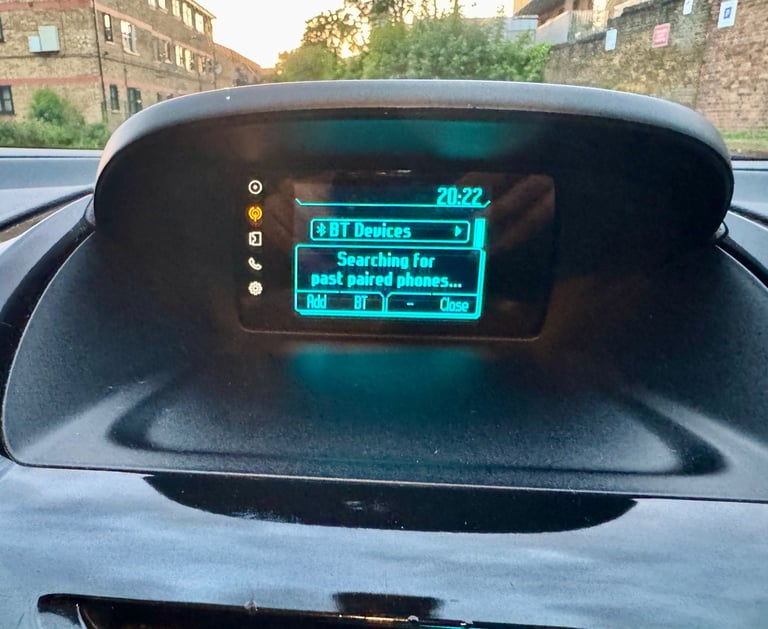 20:22
BT Devices
Searching for
past paired phones...
Add BT - Close